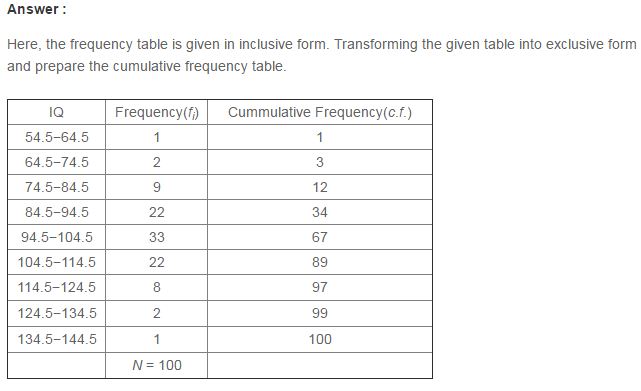 Answer :
Here, the frequency table is given in inclusive form. Transforming the given table into exclusive form
and prepare the cumulative frequency table.
IQ Frequency(fᵢ) Cummulative Frequency(c.f.)
54.5−64.5 1 1
64.5−74.5 2 3
74.5−84.5 9 12
84.5−94.5 22 34
94.5−104.5 33 67
104.5−114.5 22 89
114.5−124.5 8 97
124.5−134.5 2 99
134.5−144.5 1 100
N = 100